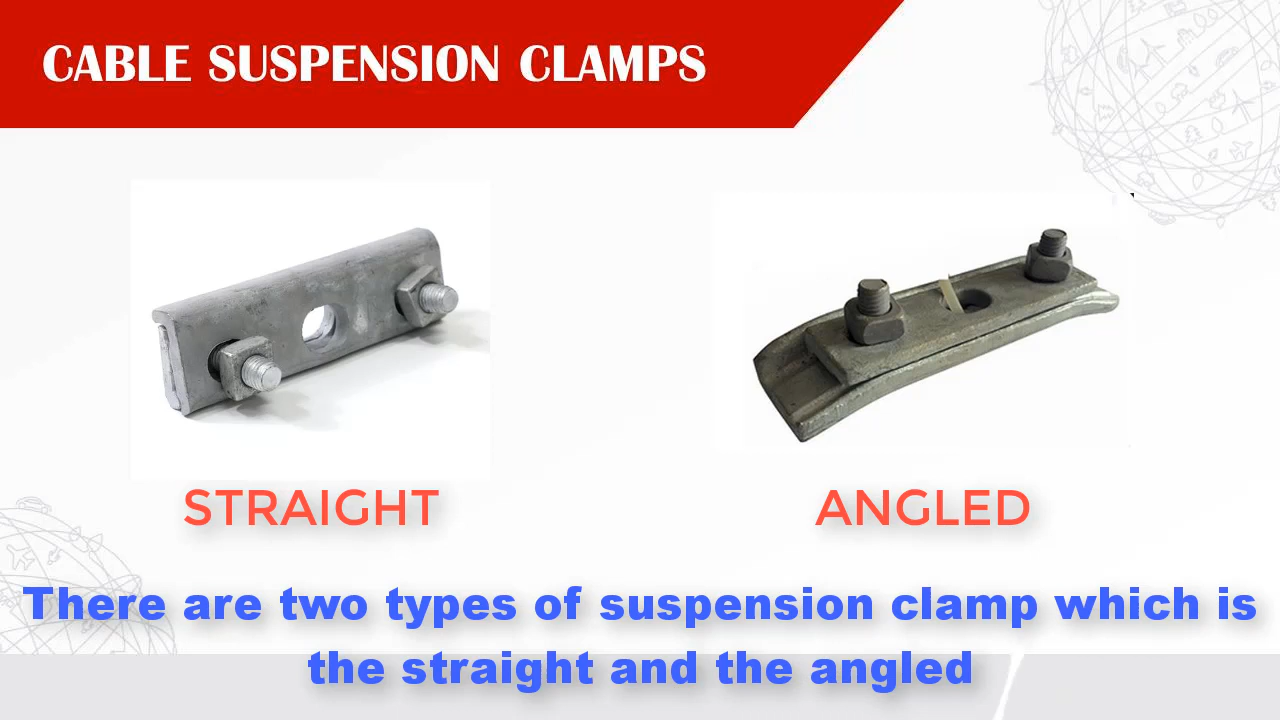 CABLE SUSPENSION CLAMPS
STRAIGHT
ANGLED
There are two types of suspension clamp which is
the straight and the angled